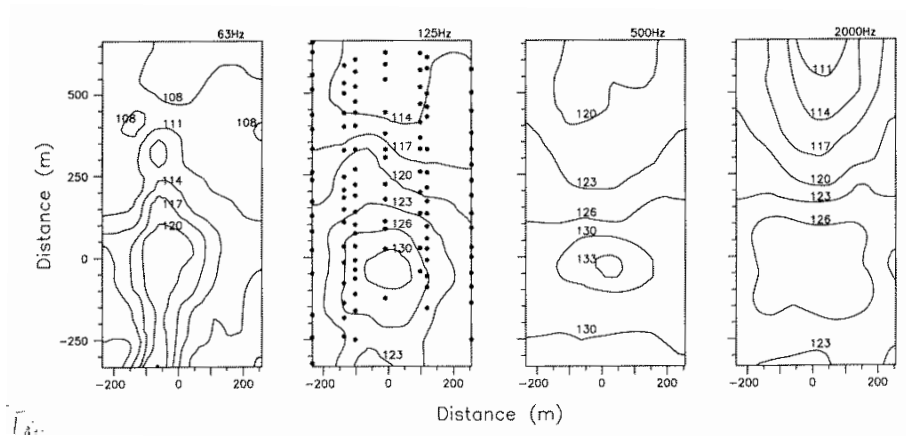 63Hz 125Hz 500Hz 2000Hz
108 108 111 108 114 117 120
114 117 120 123 126 130 123
120 123 126 130 133 130
111 114 117 120 123 126 123
500
250
0
−250
Distance (m)
−200 0 200 −200 0 200 −200 0 200 −200 0 200
Distance (m)